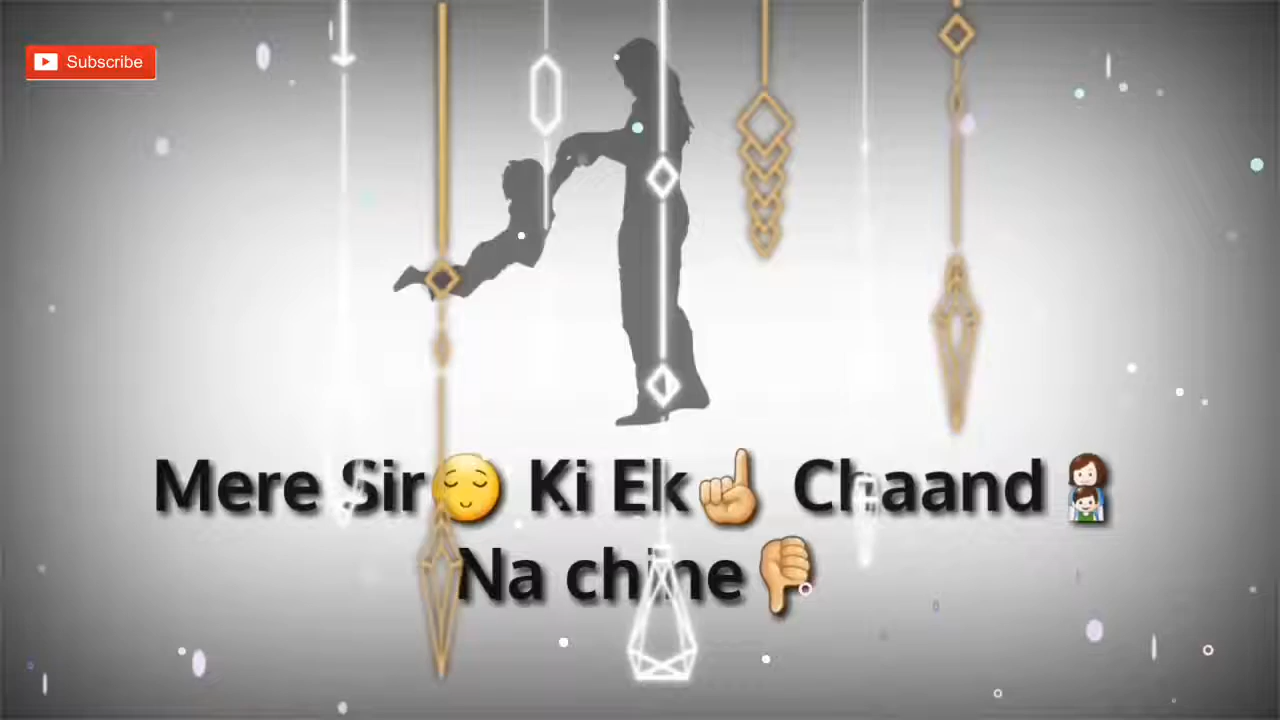 Subscribe
Mere Sir😌 Ki Ek☝ Chaand 👩‍👦
Na chine👎